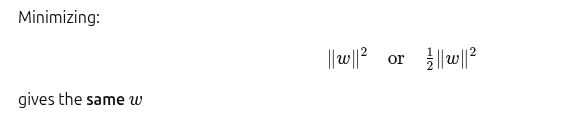 Minimizing:
‖w‖² or ½‖w‖²
gives the same w